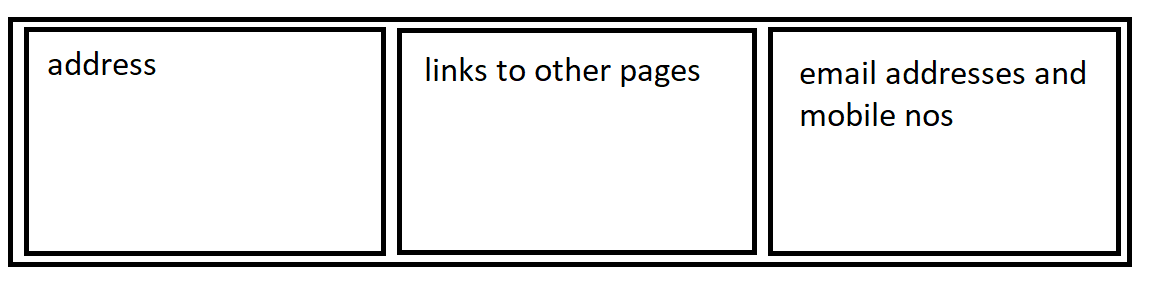 address
links to other pages
email addresses and
mobile nos